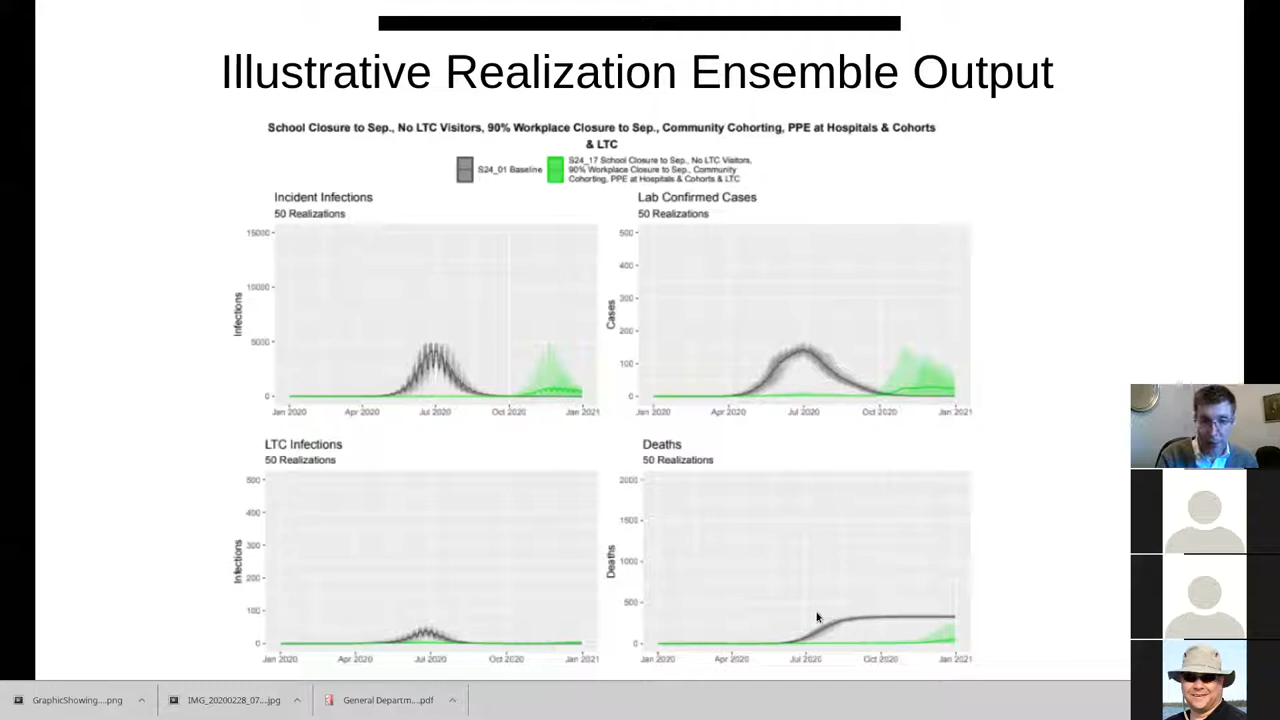 Illustrative Realization Ensemble Output
School Closure to Sep., No LTC Visitors, 90% Workplace Closure to Sep., Community Cohorting, PPE at Hospitals & Cohorts
& LTC
S24_01 Baseline
S24_17 School Closure to Sep., No LTC Visitors,
90% Workplace Closure to Sep., Community
Cohorting, PPE at Hospitals & Cohorts & LTC
Incident Infections
50 Realizations
15000
10000
5000
0
Infections
Jan 2020 Apr 2020 Jul 2020 Oct 2020 Jan 2021
Lab Confirmed Cases
50 Realizations
500
400
300
200
100
0
Cases
Jan 2020 Apr 2020 Jul 2020 Oct 2020 Jan 2021
LTC Infections
50 Realizations
500
400
300
200
100
0
Infections
Jan 2020 Apr 2020 Jul 2020 Oct 2020 Jan 2021
Deaths
50 Realizations
2000
1500
1000
500
0
Deaths
Jan 2020 Apr 2020 Jul 2020 Oct 2020 Jan 2021
GraphicShowing....png
IMG_20200228_07...jpg
General Departm...pdf